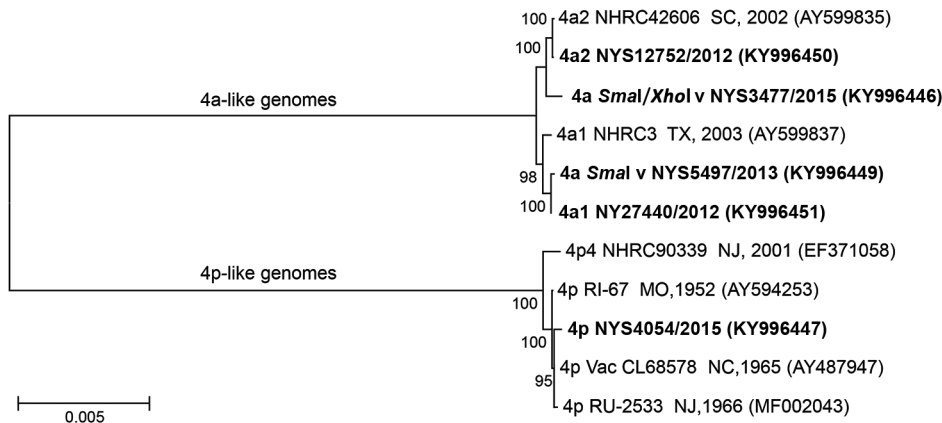 100 4a2 NHRC42606 SC, 2002 (AY599835)
100
4a2 NYS12752/2012 (KY996450)
4a SmaI/XhoI v NYS3477/2015 (KY996446)
4a-like genomes
4a1 NHRC3 TX, 2003 (AY599837)
98
4a SmaI v NYS5497/2013 (KY996449)
100
4a1 NY27440/2012 (KY996451)
4p4 NHRC90339 NJ, 2001 (EF371058)
4p-like genomes
100
4p RI-67 MO,1952 (AY594253)
4p NYS4054/2015 (KY996447)
100
4p Vac CL68578 NC,1965 (AY487947)
95
4p RU-2533 NJ,1966 (MF002043)
0.005